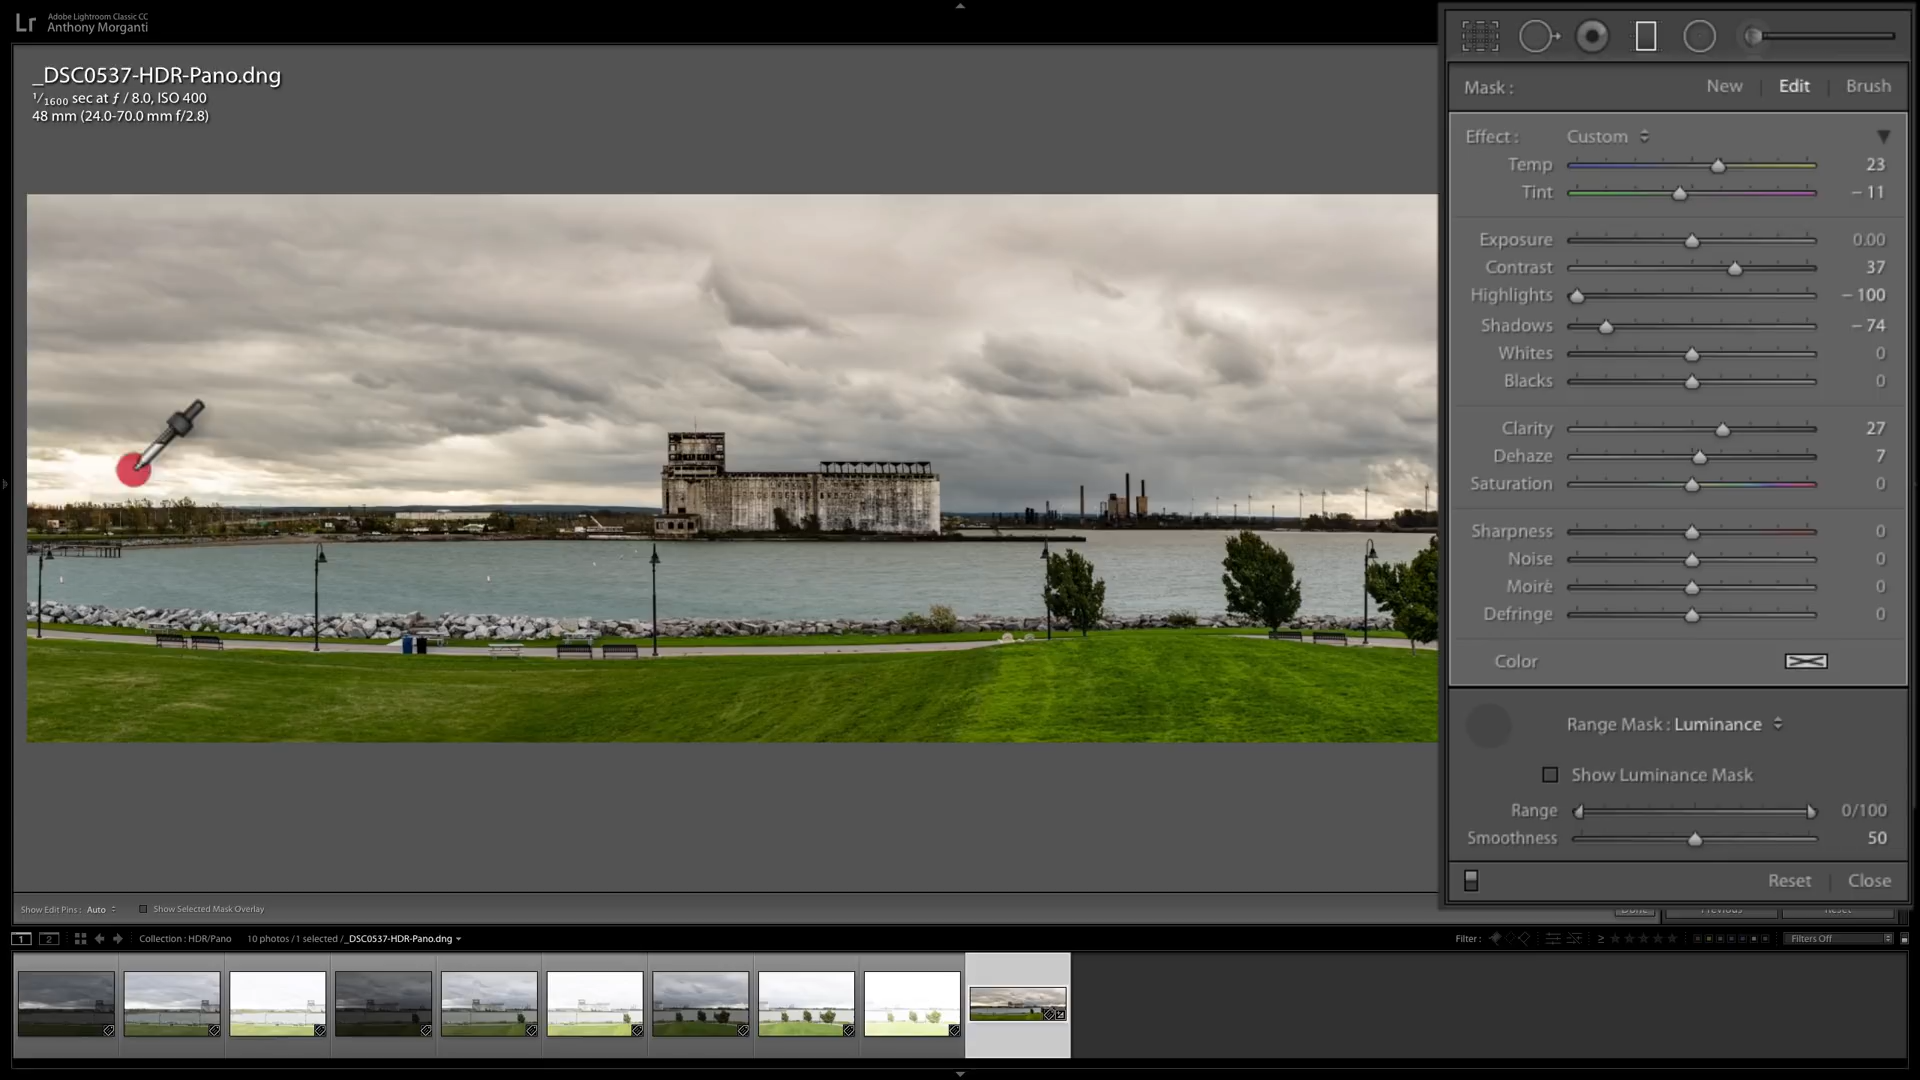 Lr
Adobe Lightroom Classic CC
Anthony Morganti
_DSC0537-HDR-Pano.dng
1/1600 sec at ƒ / 8.0, ISO 400
48 mm (24.0-70.0 mm f/2.8)
Mask : New Edit Brush
Effect : Custom
Temp 23
Tint – 11
Exposure 0.00
Contrast 37
Highlights – 100
Shadows – 74
Whites 0
Blacks 0
Clarity 27
Dehaze 7
Saturation 0
Sharpness 0
Noise 0
Moiré 0
Defringe 0
Color
Range Mask : Luminance
Show Luminance Mask
Range 0/100
Smoothness 50
Reset Close
Show Edit Pins : Auto Show Selected Mask Overlay
Done Previous Reset
1 2 Collection : HDR/Pano 10 photos / 1 selected / _DSC0537-HDR-Pano.dng Filter : ≥ Filters Off